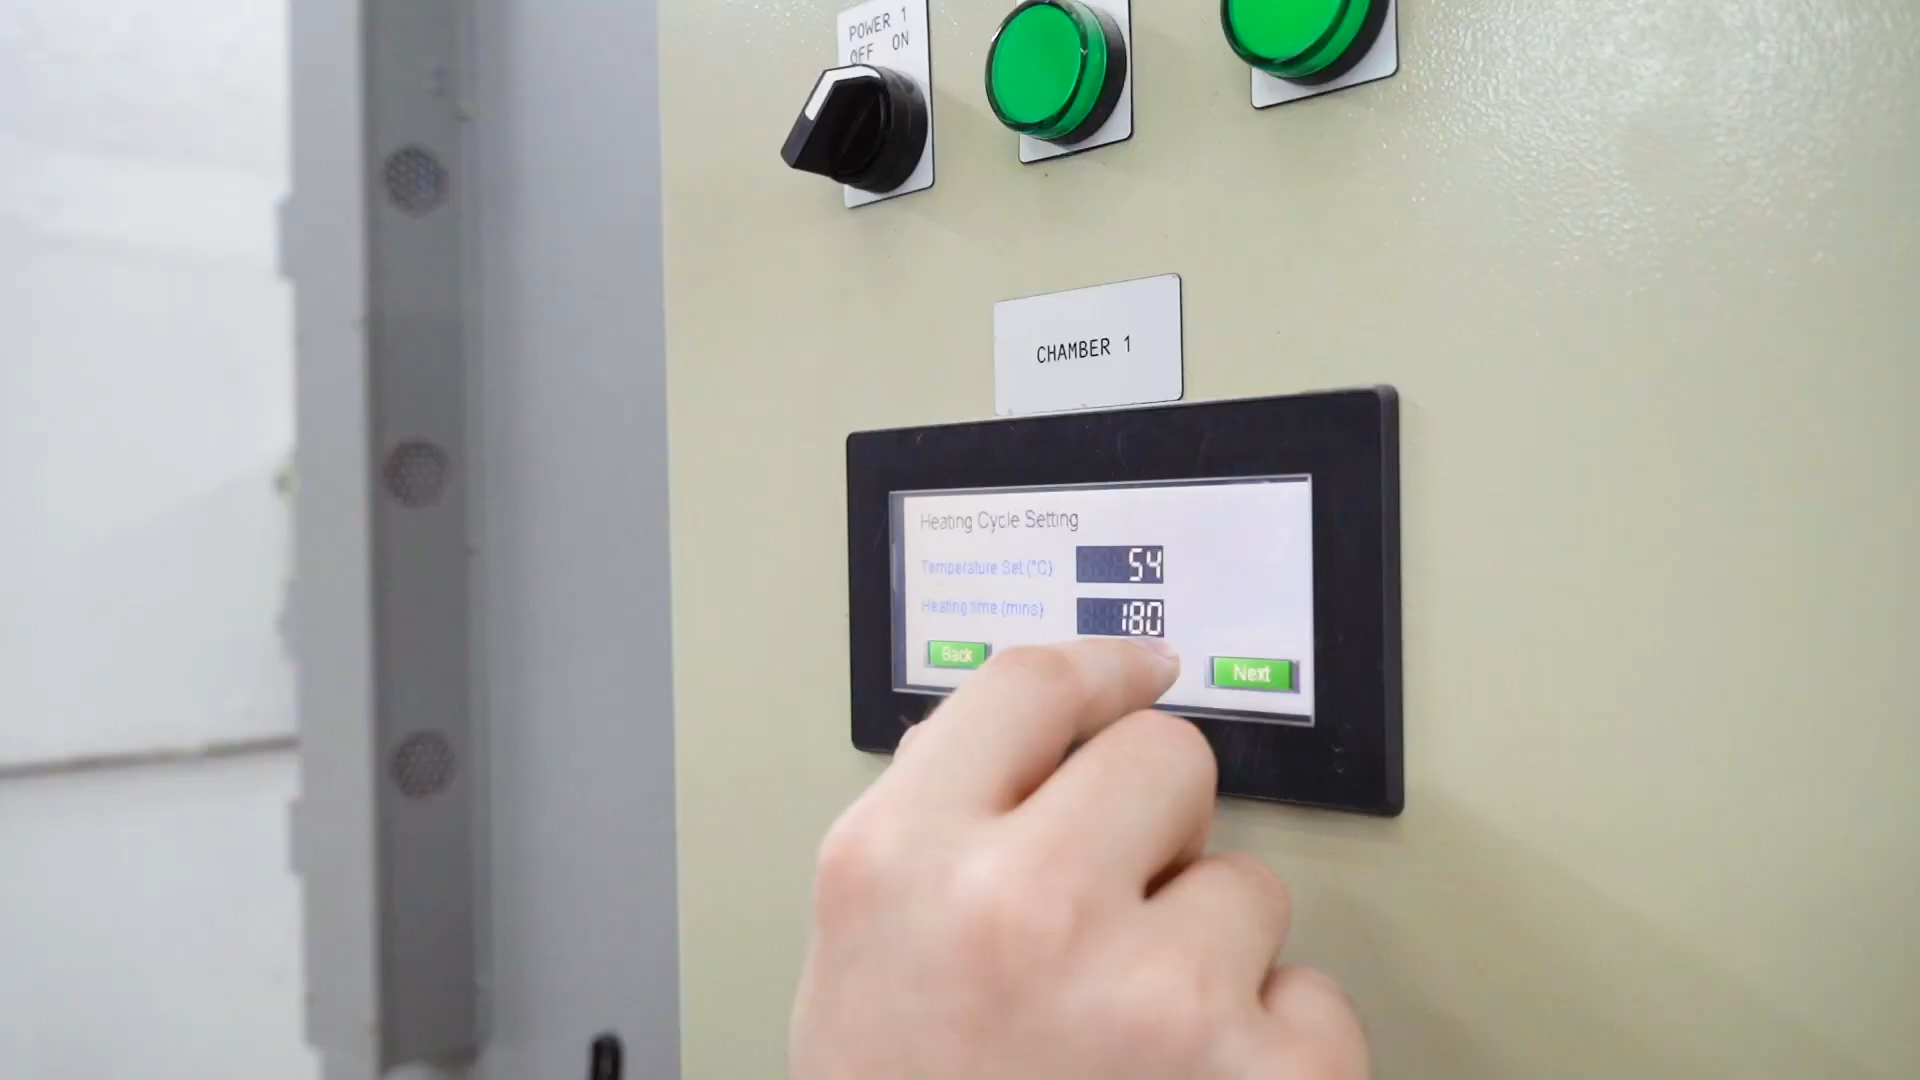 POWER 1
OFF ON
CHAMBER 1
Heating Cycle Setting
Temperature Set (°C) 54
Heating time (mins) 180
Back
Next